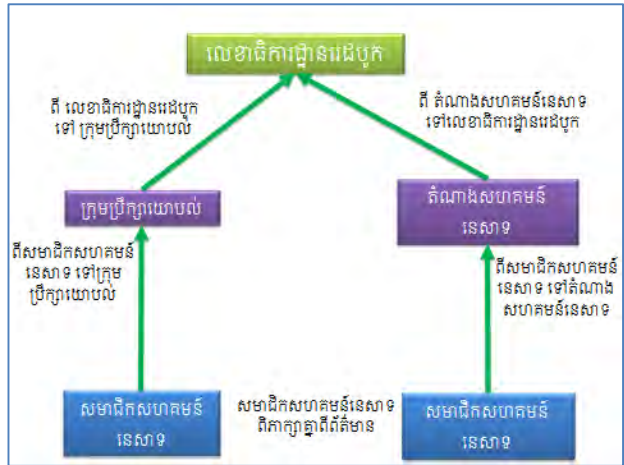 លេខាធិការដ្ឋានរេដបូក
ពី លេខាធិការដ្ឋានរេដបូក
ទៅ ក្រុមប្រឹក្សាយោបល់
ពី តំណាងសហគមន៍នេសាទ
ទៅលេខាធិការដ្ឋានរេដបូក
ក្រុមប្រឹក្សាយោបល់
តំណាងសហគមន៍
នេសាទ
ពីសមាជិកសហគមន៍
នេសាទ ទៅក្រុម
ប្រឹក្សាយោបល់
ពីសមាជិកសហគមន៍
នេសាទ ទៅតំណាង
សហគមន៍នេសាទ
សមាជិកសហគមន៍
នេសាទ
សមាជិកសហគមន៍នេសាទ
ពិភាក្សាគ្នាពីព័ត៌មាន
សមាជិកសហគមន៍
នេសាទ